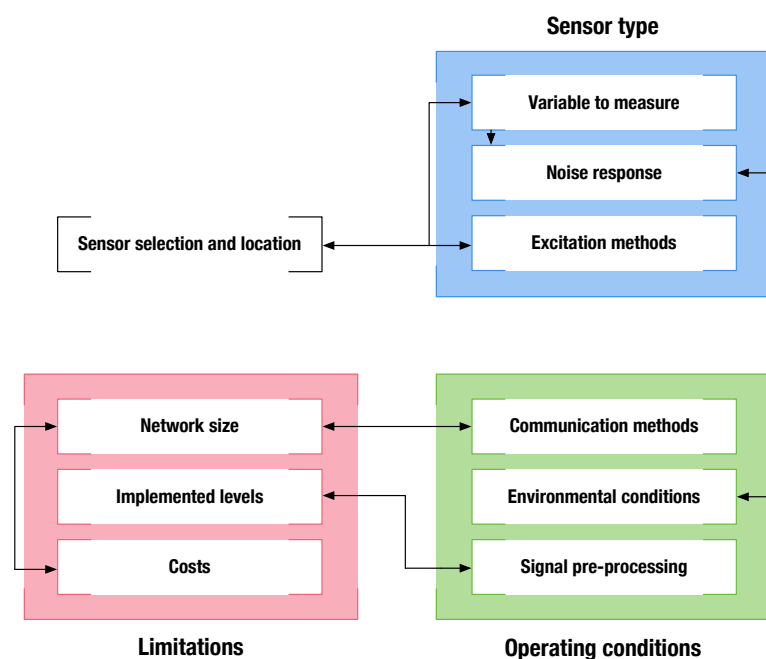 Sensor type
Variable to measure
Noise response
Sensor selection and location
Excitation methods
Network size
Communication methods
Implemented levels
Environmental conditions
Costs
Signal pre-processing
Limitations
Operating conditions